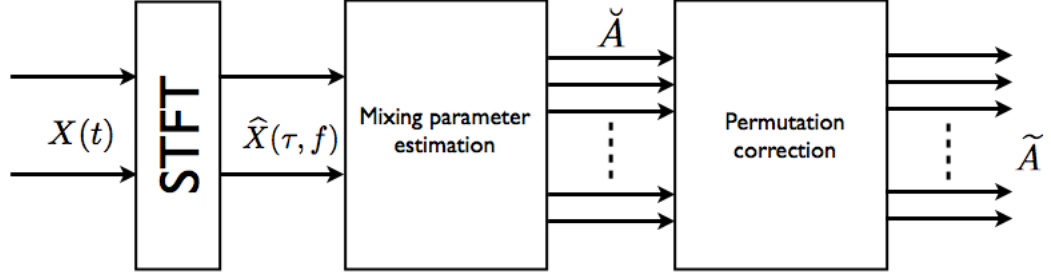 X(t)
STFT
X̂(τ, f)
Mixing parameter
estimation
Ă
Permutation
correction
Ã